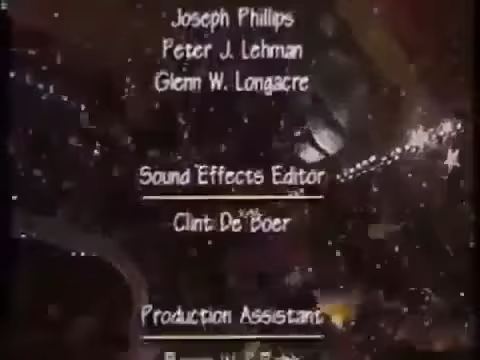 Joseph Phillips
Peter J. Lehman
Glenn W. Longacre
Sound Effects Editor
Clint De Boer
Production Assistant